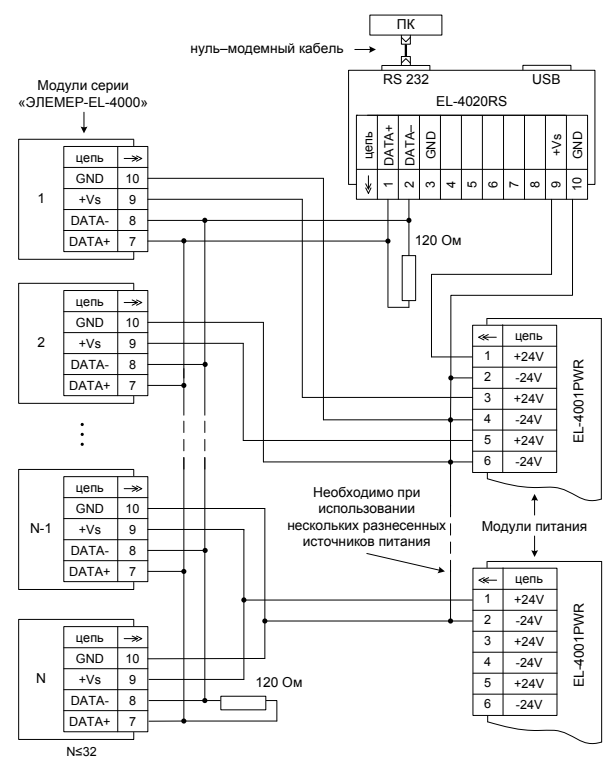 ПК
нуль–модемный кабель
RS 232
USB
EL-4020RS
цепь
DATA+
DATA–
GND
+Vs
GND
1
2
3
4
5
6
7
8
9
10
120 Ом
Модули серии
«ЭЛЕМЕР-EL-4000»
1
цепь
GND 10
+Vs 9
DATA- 8
DATA+ 7
2
цепь
GND 10
+Vs 9
DATA- 8
DATA+ 7
N-1
цепь
GND 10
+Vs 9
DATA- 8
DATA+ 7
N
цепь
GND 10
+Vs 9
DATA- 8
DATA+ 7
N≤32
120 Ом
цепь
1 +24V
2 -24V
3 +24V
4 -24V
5 +24V
6 -24V
EL-4001PWR
Необходимо при
использовании
нескольких разнесенных
источников питания
Модули питания
цепь
1 +24V
2 -24V
3 +24V
4 -24V
5 +24V
6 -24V
EL-4001PWR